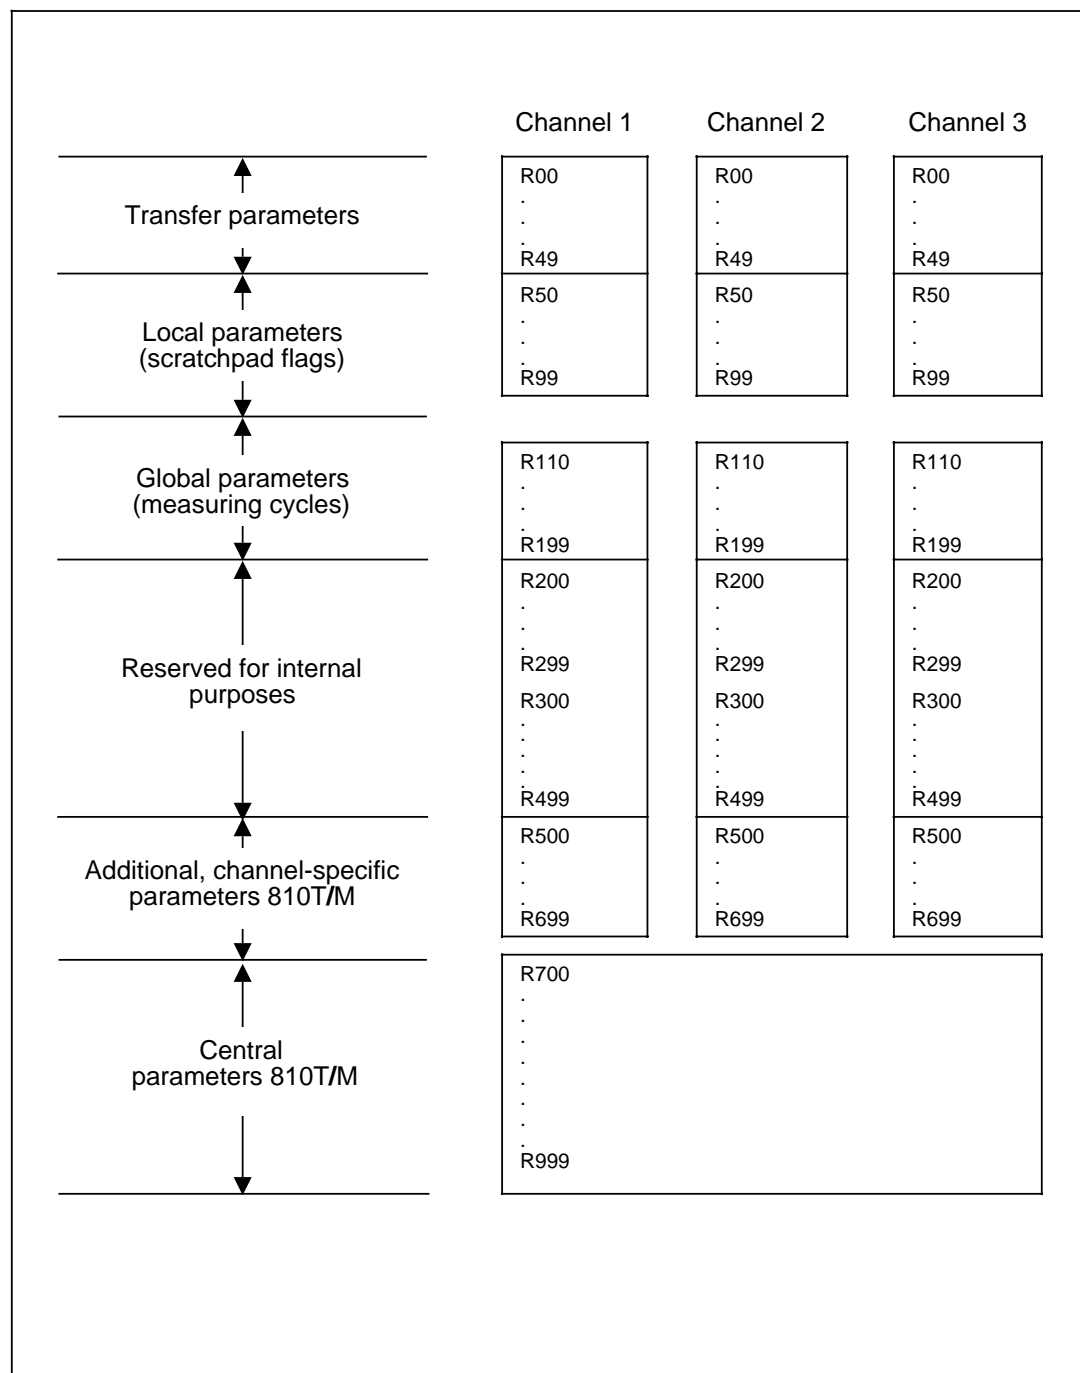 Channel 1 Channel 2 Channel 3
Transfer parameters
R00 R00 R00
. . .
. . .
. . .
R49 R49 R49
Local parameters
(scratchpad flags)
R50 R50 R50
. . .
. . .
. . .
R99 R99 R99
Global parameters
(measuring cycles)
R110 R110 R110
. . .
. . .
. . .
R199 R199 R199
Reserved for internal
purposes
R200 R200 R200
. . .
. . .
. . .
R299 R299 R299
R300 R300 R300
. . .
. . .
. . .
. . .
. . .
R499 R499 R499
Additional, channel-specific
parameters 810T/M
R500 R500 R500
. . .
. . .
. . .
R699 R699 R699
Central
parameters 810T/M
R700
.
.
.
.
.
.
.
.
R999